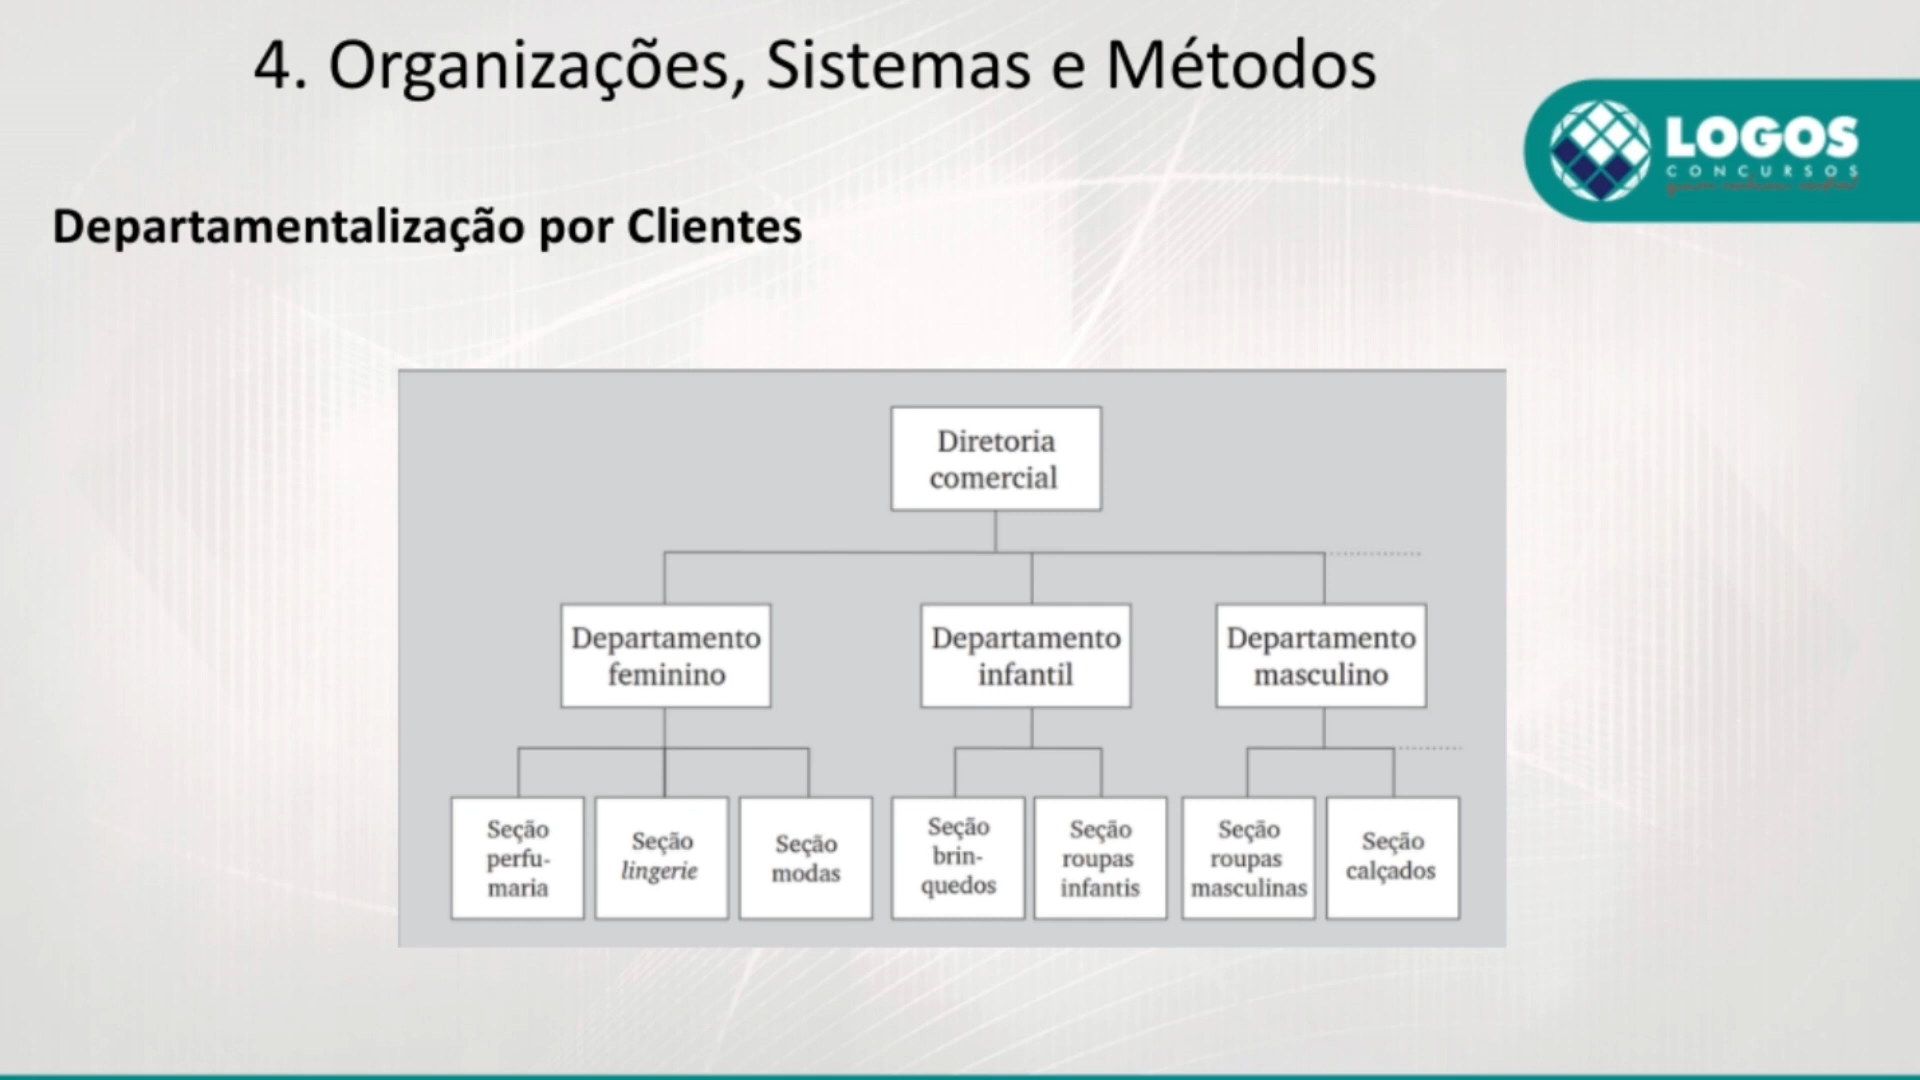 4. Organizações, Sistemas e Métodos
LOGOS
CONCURSOS
Departamentalização por Clientes
Diretoria
comercial
Departamento
feminino
Departamento
infantil
Departamento
masculino
Seção
perfu-
maria
Seção
lingerie
Seção
modas
Seção
brin-
quedos
Seção
roupas
infantis
Seção
roupas
masculinas
Seção
calçados